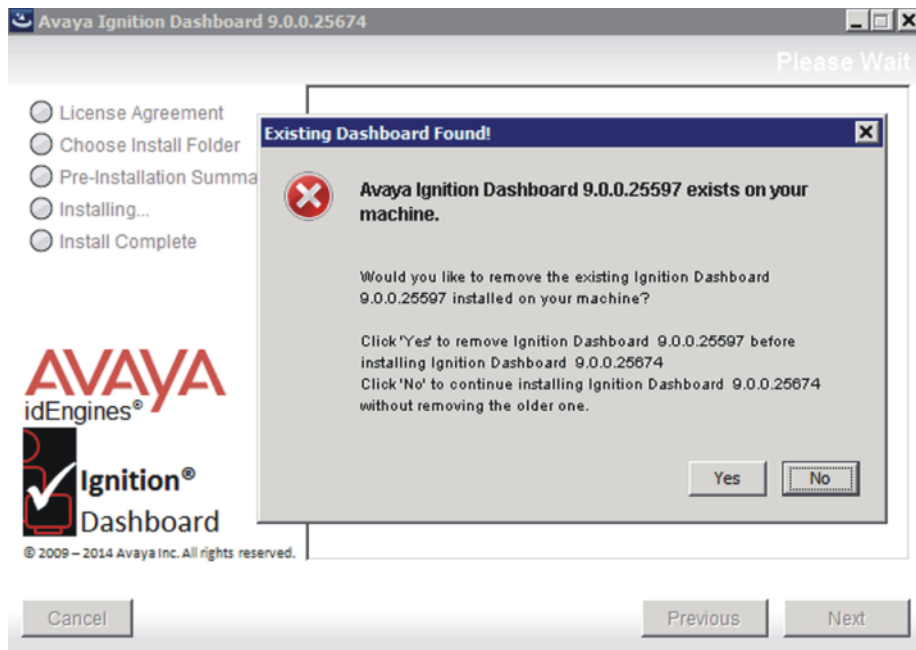 Avaya Ignition Dashboard 9.0.0.25674
Please Wait
License Agreement
Choose Install Folder
Pre-Installation Summa
Installing...
Install Complete
AVAYA
idEngines®
Ignition®
Dashboard
© 2009 – 2014 Avaya Inc. All rights reserved.
Existing Dashboard Found!
Avaya Ignition Dashboard 9.0.0.25597 exists on your
machine.
Would you like to remove the existing Ignition Dashboard
9.0.0.25597 installed on your machine?
Click 'Yes' to remove Ignition Dashboard 9.0.0.25597 before
installing Ignition Dashboard 9.0.0.25674
Click 'No' to continue installing Ignition Dashboard 9.0.0.25674
without removing the older one.
Yes
No
Cancel
Previous
Next